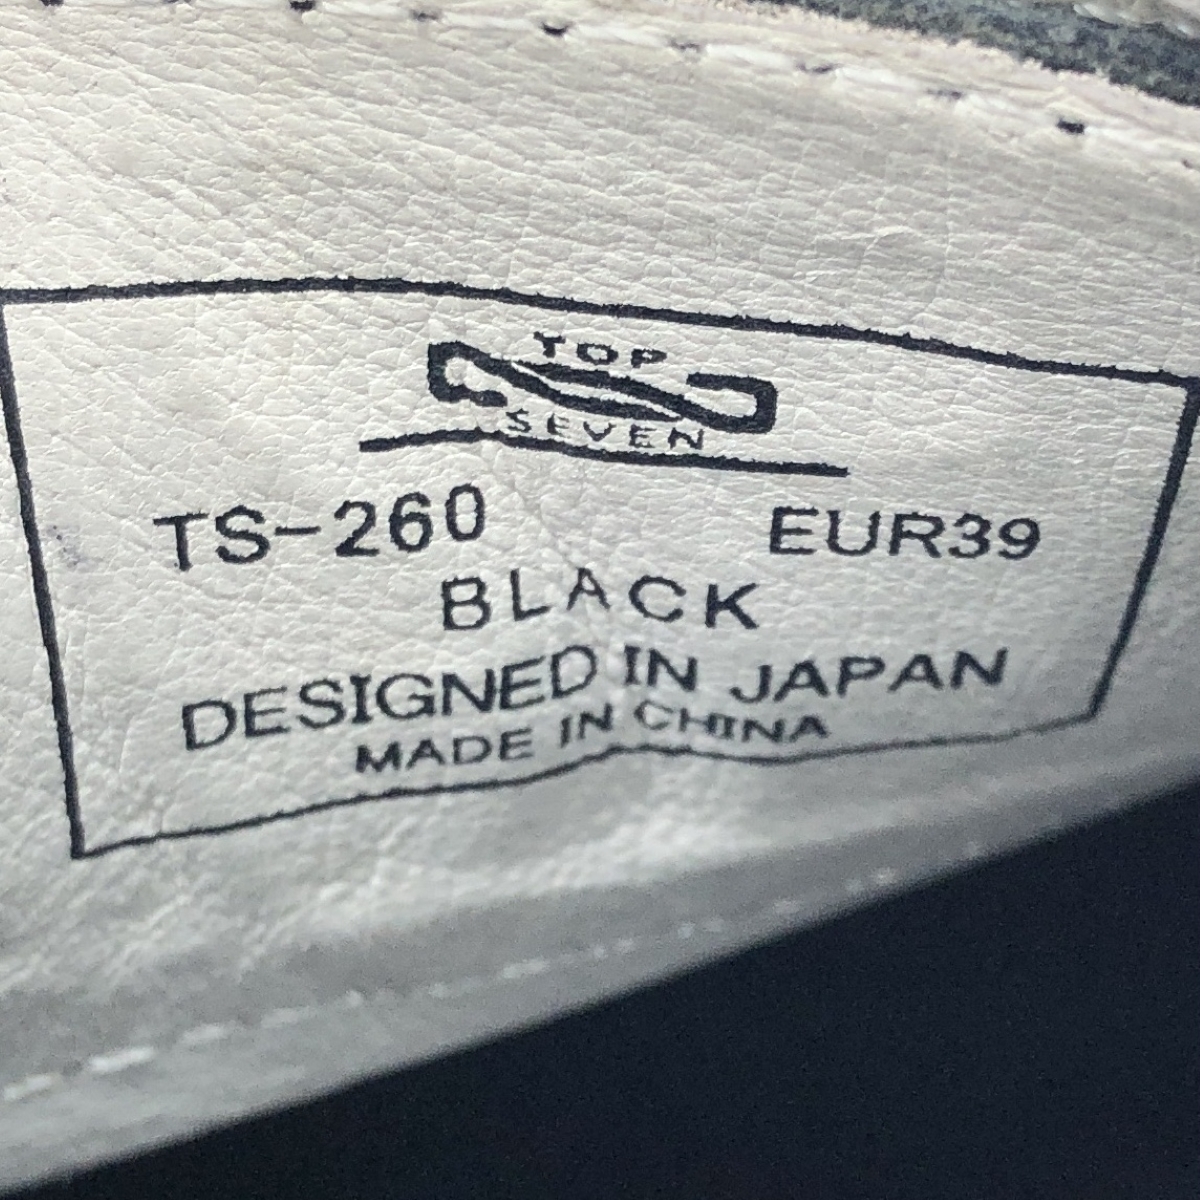 TOP
SEVEN
TS-260 EUR39
BLACK
DESIGNED IN JAPAN
MADE IN CHINA